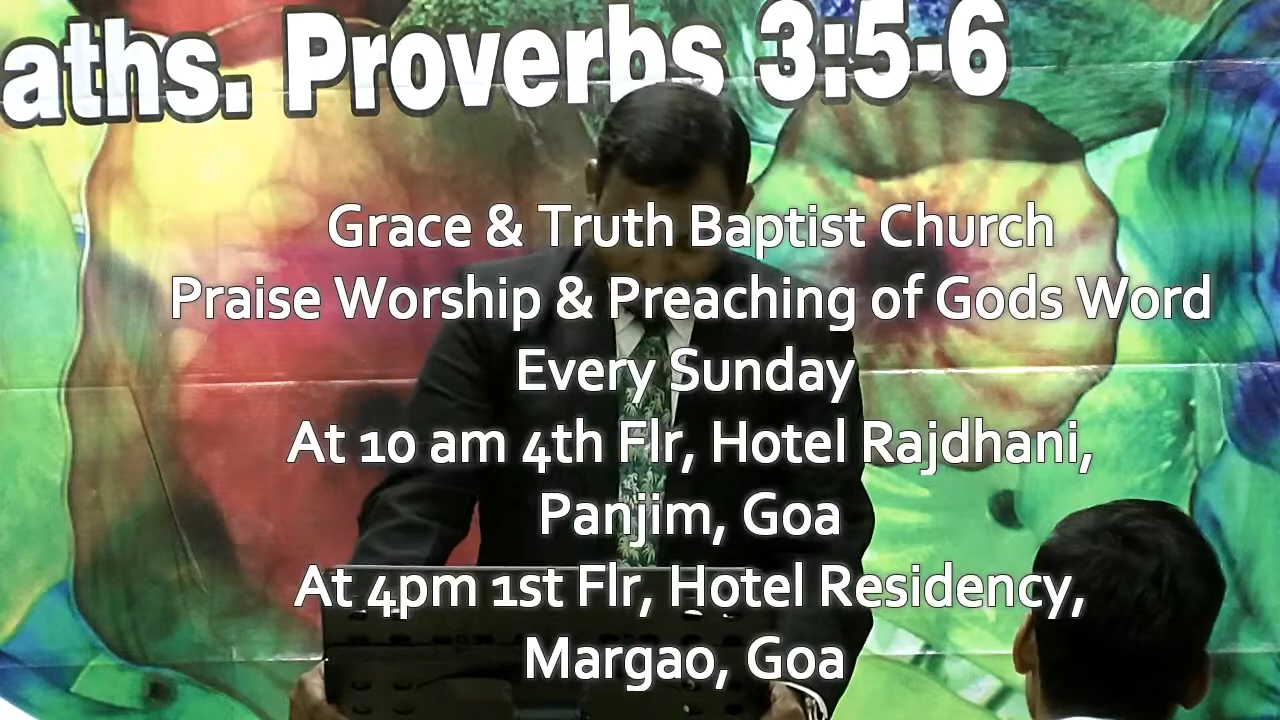 aths. Proverbs 3:5-6
Grace & Truth Baptist Church
Praise Worship & Preaching of Gods Word
Every Sunday
At 10 am 4th Flr, Hotel Rajdhani,
Panjim, Goa
At 4pm 1st Flr, Hotel Residency,
Margao, Goa